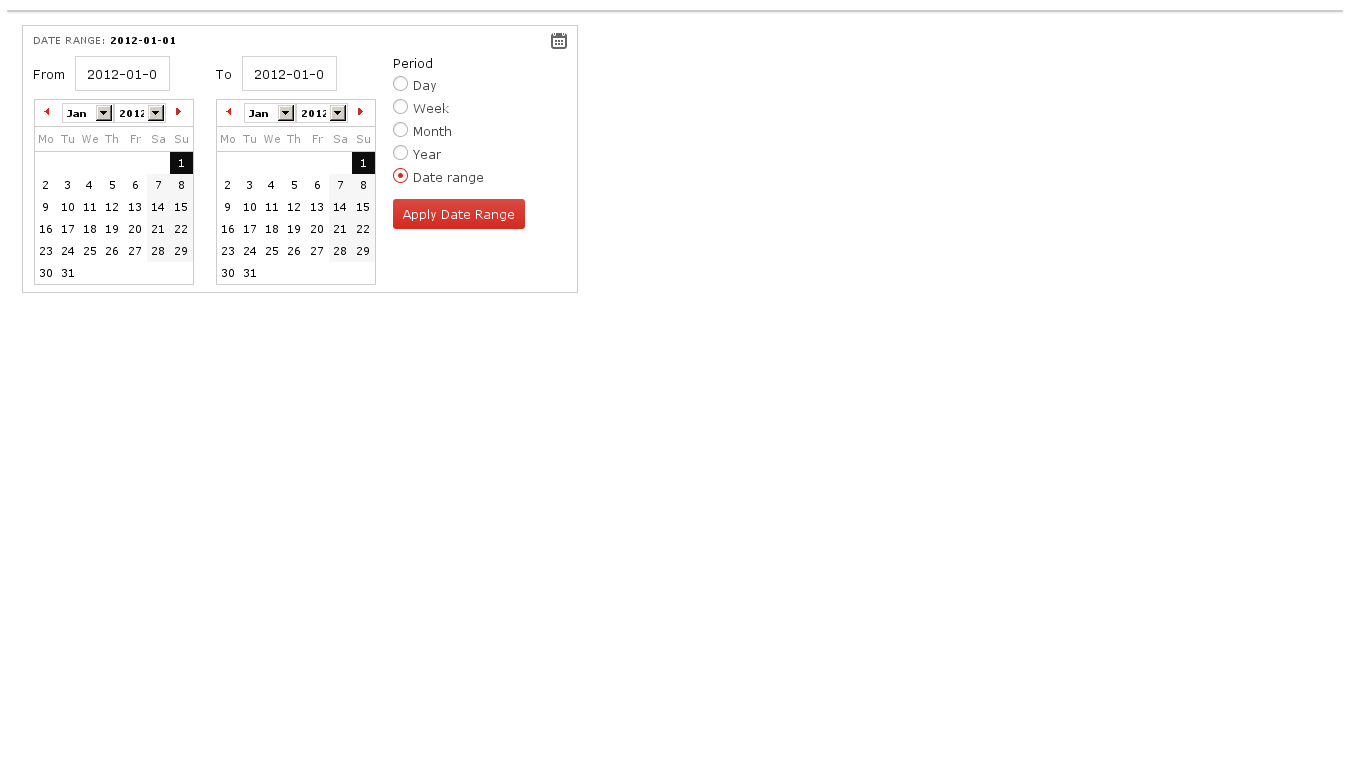 DATE RANGE: 2012-01-01
From 2012-01-0 To 2012-01-0
Period
Day
Week
Month
Year
Date range
Apply Date Range
Jan 2012
Mo Tu We Th Fr Sa Su
1
2 3 4 5 6 7 8
9 10 11 12 13 14 15
16 17 18 19 20 21 22
23 24 25 26 27 28 29
30 31
Jan 2012
Mo Tu We Th Fr Sa Su
1
2 3 4 5 6 7 8
9 10 11 12 13 14 15
16 17 18 19 20 21 22
23 24 25 26 27 28 29
30 31